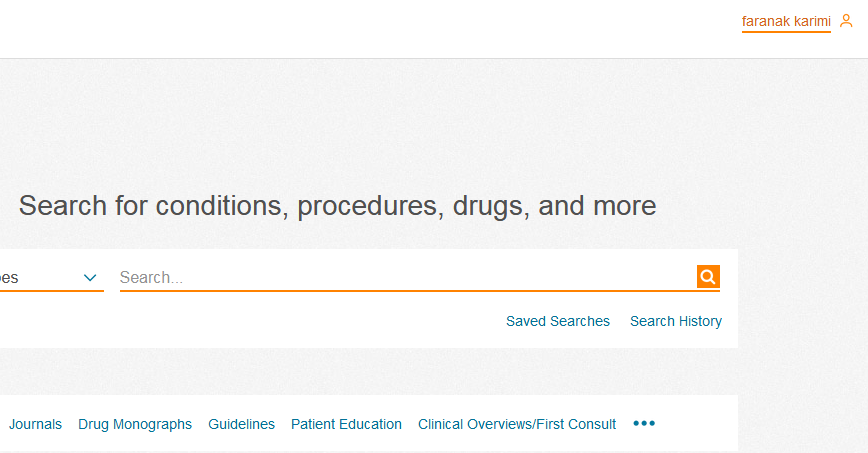 faranak karimi
Search for conditions, procedures, drugs, and more
Search...
Saved Searches Search History
Journals Drug Monographs Guidelines Patient Education Clinical Overviews/First Consult •••